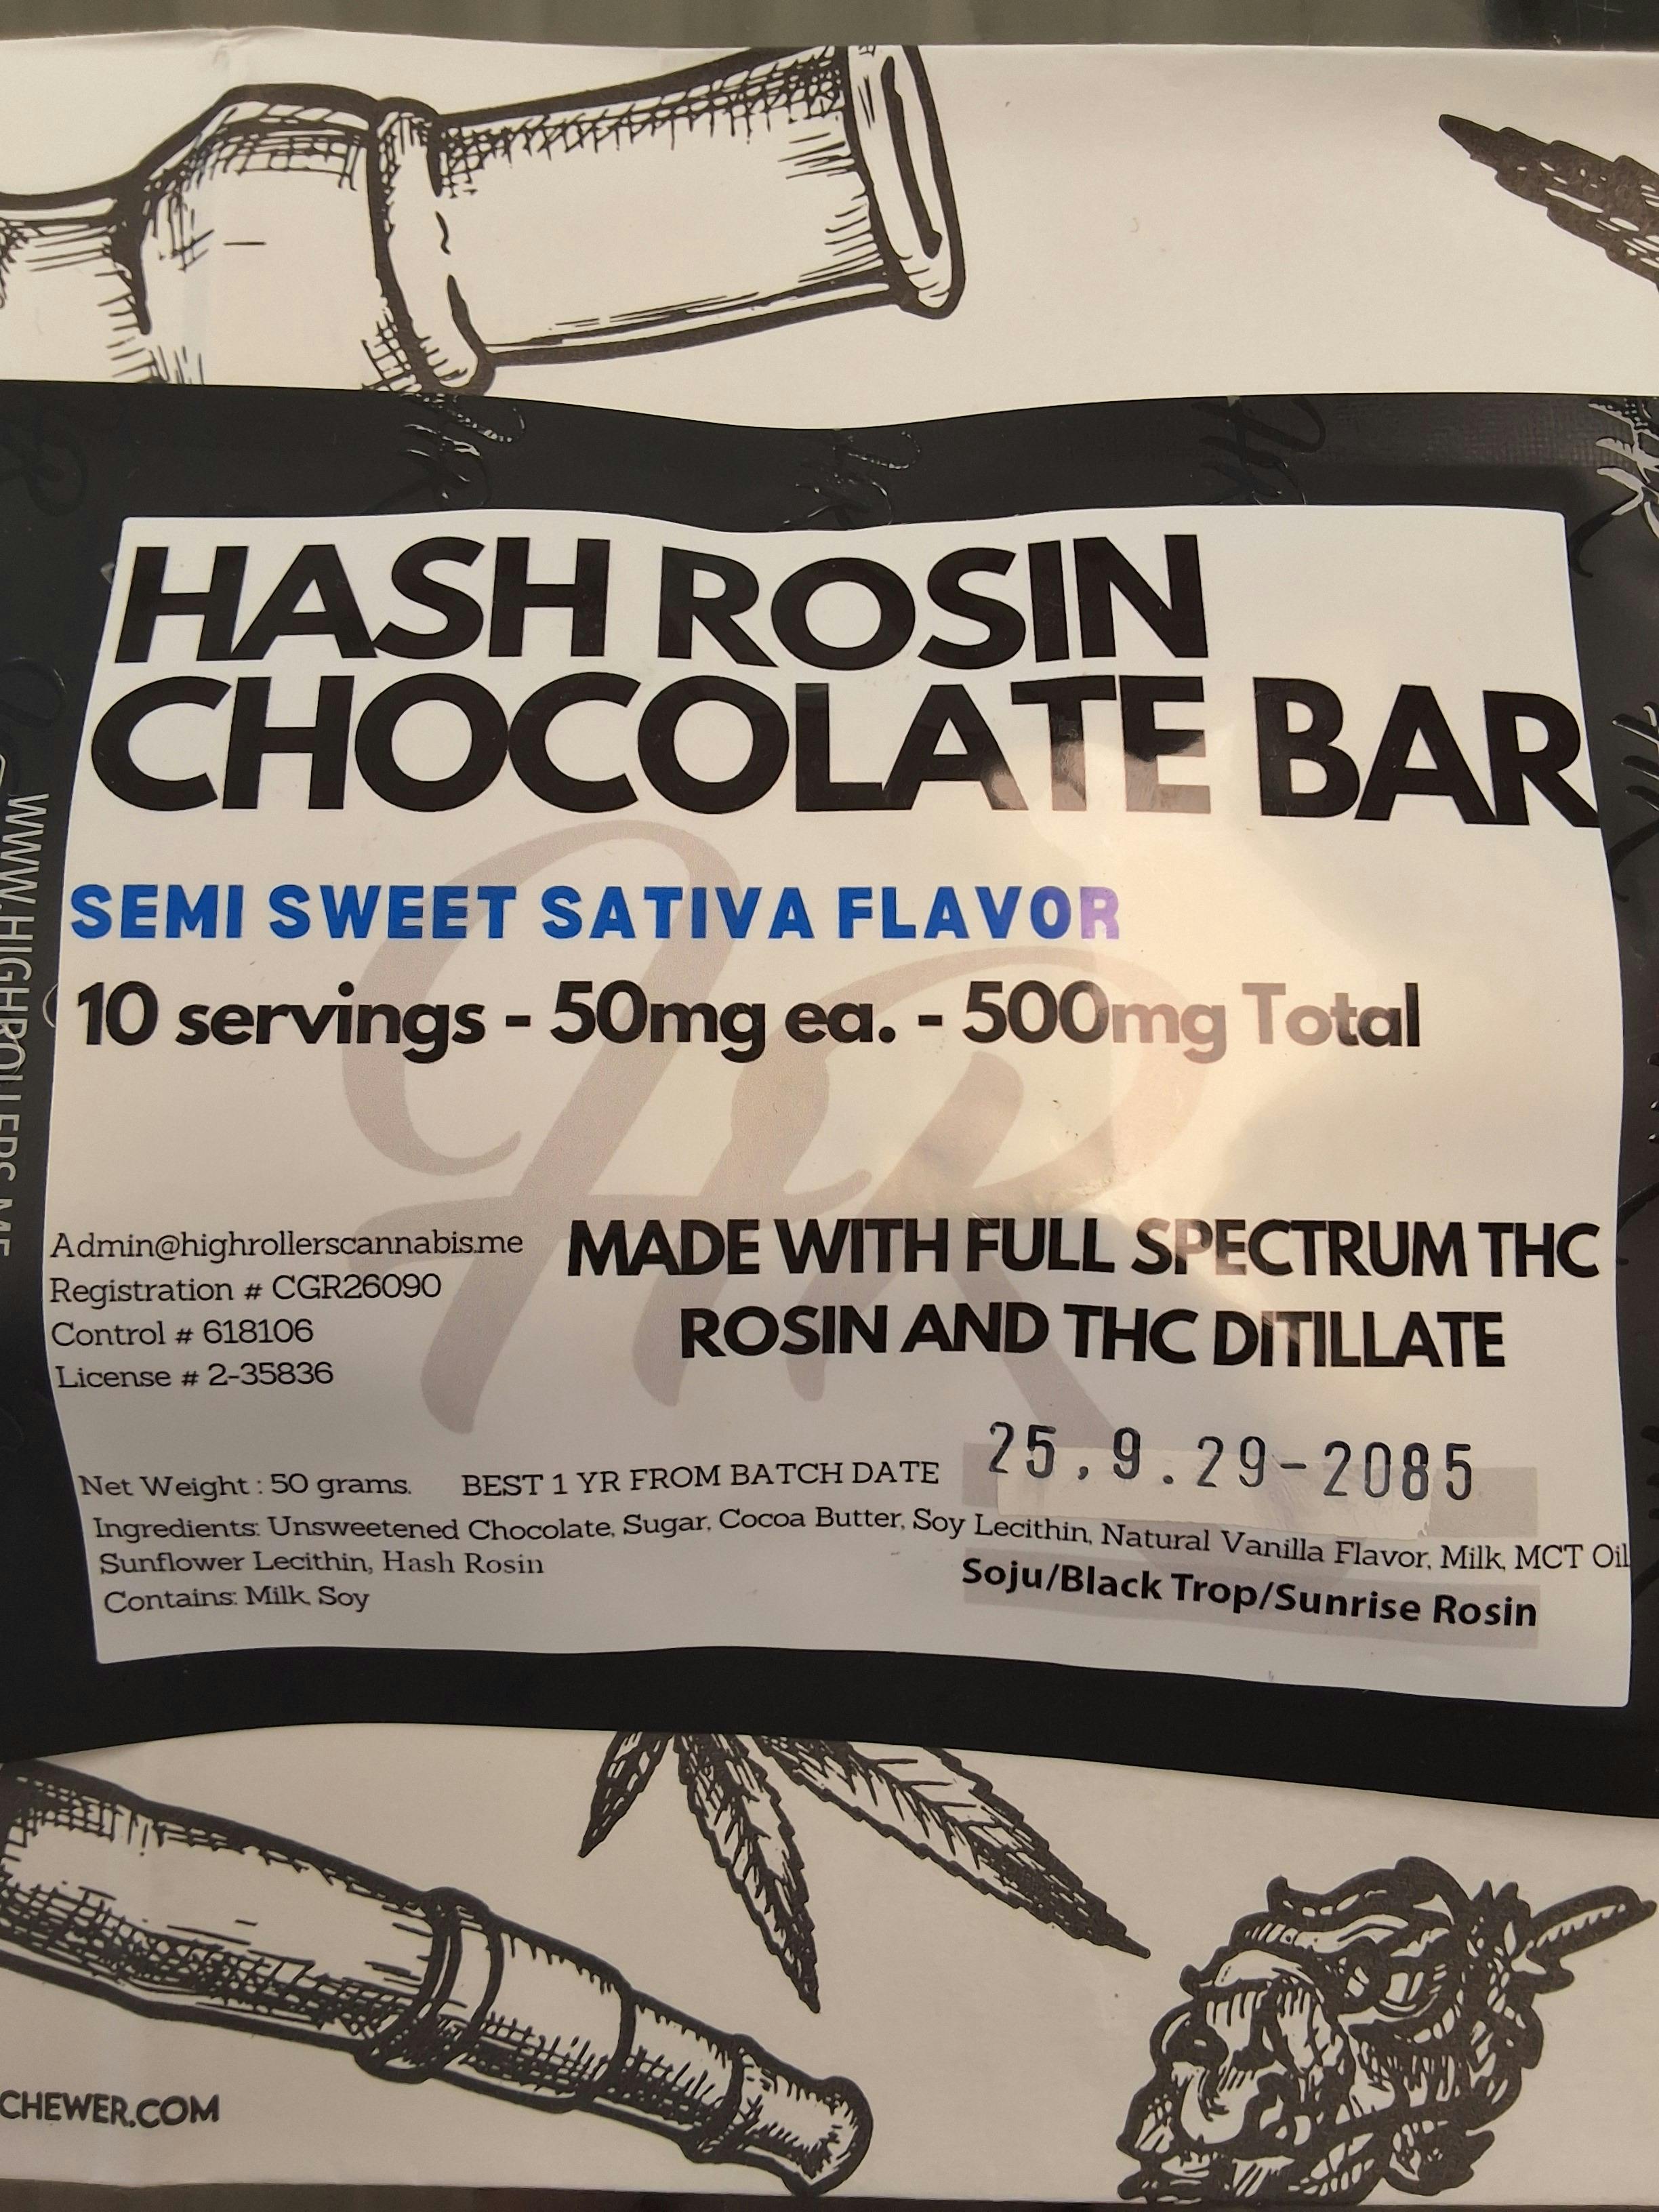 HASH ROSIN
CHOCOLATE BAR
SEMI SWEET SATIVA FLAVOR
10 servings - 50mg ea. - 500mg Total
HR
WWW.HIGHROLLERS.ME
Admin@highrollerscannabis.me
Registration # CGR26090
Control # 618106
License # 2-35836
MADE WITH FULL SPECTRUM THC
ROSIN AND THC DITILLATE
Net Weight : 50 grams. BEST 1 YR FROM BATCH DATE 25.9.29-2085
Ingredients: Unsweetened Chocolate, Sugar, Cocoa Butter, Soy Lecithin, Natural Vanilla Flavor, Milk, MCT Oil
Sunflower Lecithin, Hash Rosin
Contains: Milk, Soy
Soju/Black Trop/Sunrise Rosin
CHEWER.COM